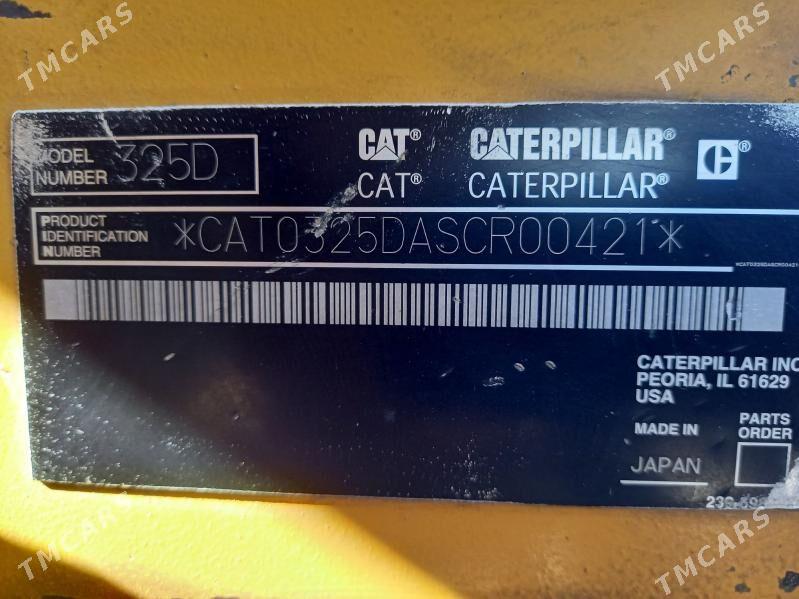 TMCARS
TMCARS
MODEL NUMBER 325D
CAT® CATERPILLAR® C®
CAT® CATERPILLAR®
PRODUCT IDENTIFICATION NUMBER *CAT0325DASCR00421*
*CAT0325DASCR00421
CATERPILLAR INC
PEORIA, IL 61629
USA
MADE IN
JAPAN
PARTS ORDER
TMCARS
TMCARS